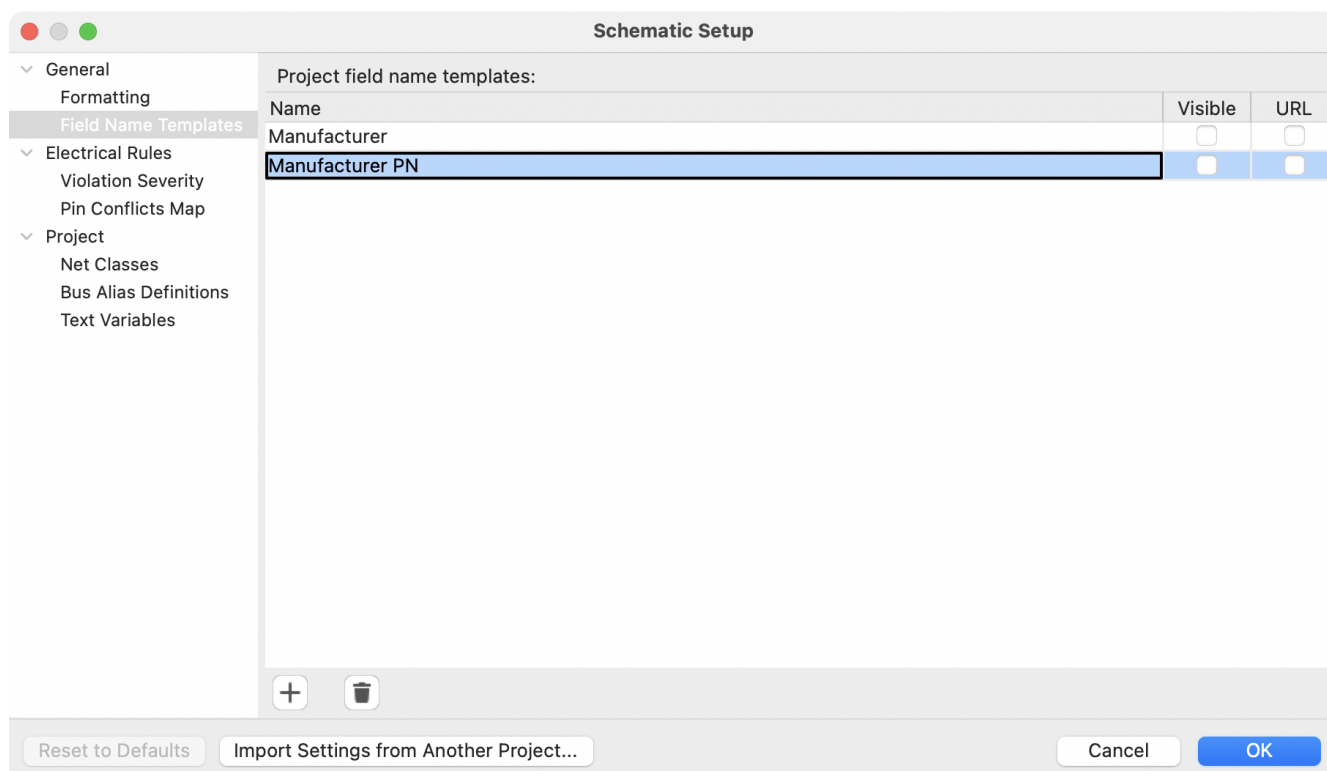 Schematic Setup
General
Formatting
Field Name Templates
Electrical Rules
Violation Severity
Pin Conflicts Map
Project
Net Classes
Bus Alias Definitions
Text Variables
Project field name templates:
Name Visible URL
Manufacturer
Manufacturer PN
Reset to Defaults Import Settings from Another Project... Cancel OK